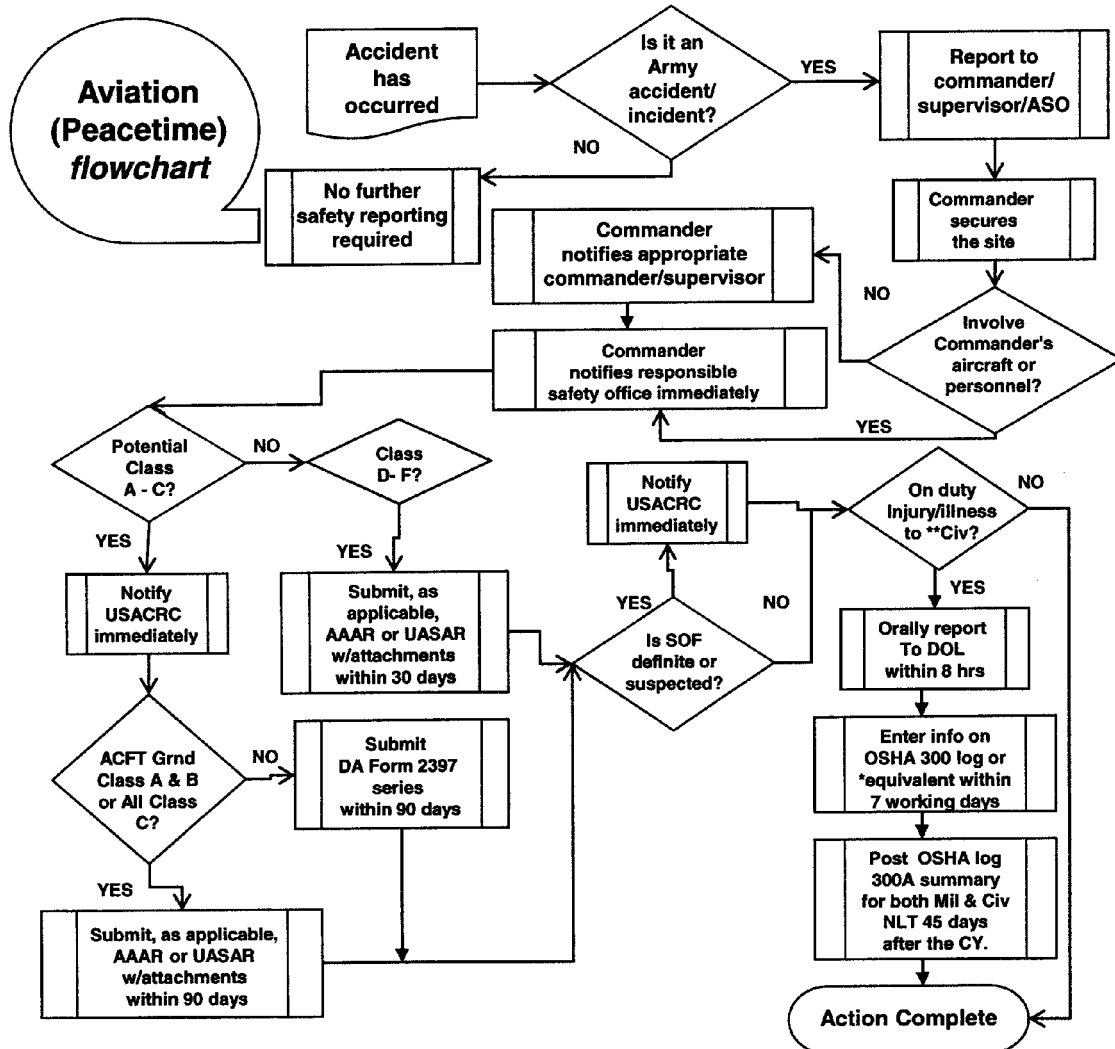 Aviation
(Peacetime)
flowchart
Accident
has
occurred
Is it an
Army
accident/
incident?
YES
NO
Report to
commander/
supervisor/ASO
No further
safety reporting
required
Commander
secures
the site
Commander
notifies appropriate
commander/supervisor
NO
Involve
Commander's
aircraft or
personnel?
YES
Commander
notifies responsible
safety office immediately
Potential
Class
A - C?
NO
Class
D- F?
YES
YES
Notify
USACRC
immediately
Submit, as
applicable,
AAAR or UASAR
w/attachments
within 30 days
ACFT Grnd
Class A & B
or All Class
C?
NO
Submit
DA Form 2397
series
within 90 days
YES
Submit, as applicable,
AAAR or UASAR
w/attachments
within 90 days
Is SOF
definite or
suspected?
YES
NO
Notify
USACRC
immediately
On duty
Injury/illness
to **Civ?
NO
YES
Orally report
To DOL
within 8 hrs
Enter info on
OSHA 300 log or
*equivalent within
7 working days
Post OSHA log
300A summary
for both Mil & Civ
NLT 45 days
after the CY.
Action Complete